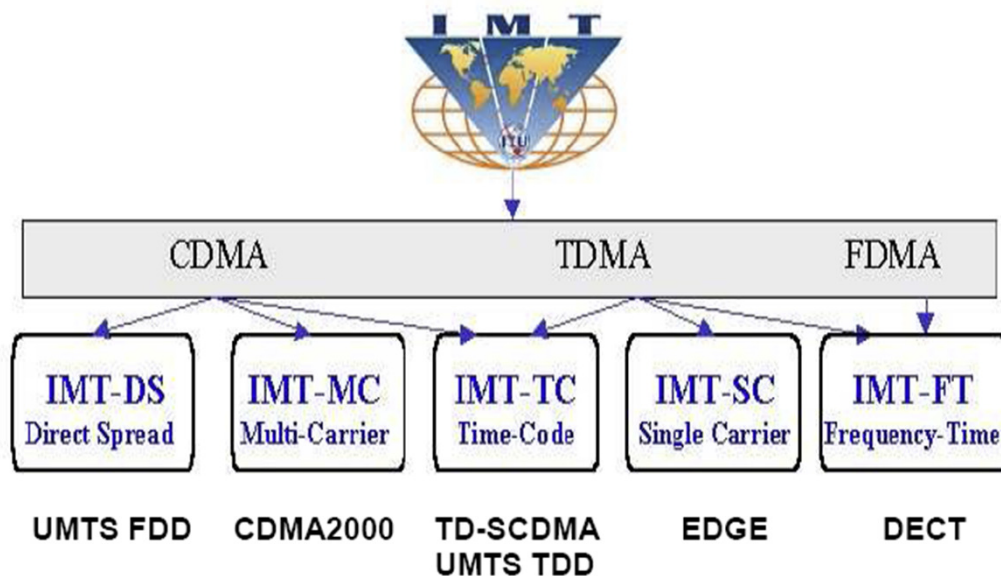 I M T
ITU
CDMA TDMA FDMA
IMT-DS IMT-MC IMT-TC IMT-SC IMT-FT
Direct Spread Multi-Carrier Time-Code Single Carrier Frequency-Time
UMTS FDD CDMA2000 TD-SCDMA EDGE DECT
UMTS TDD